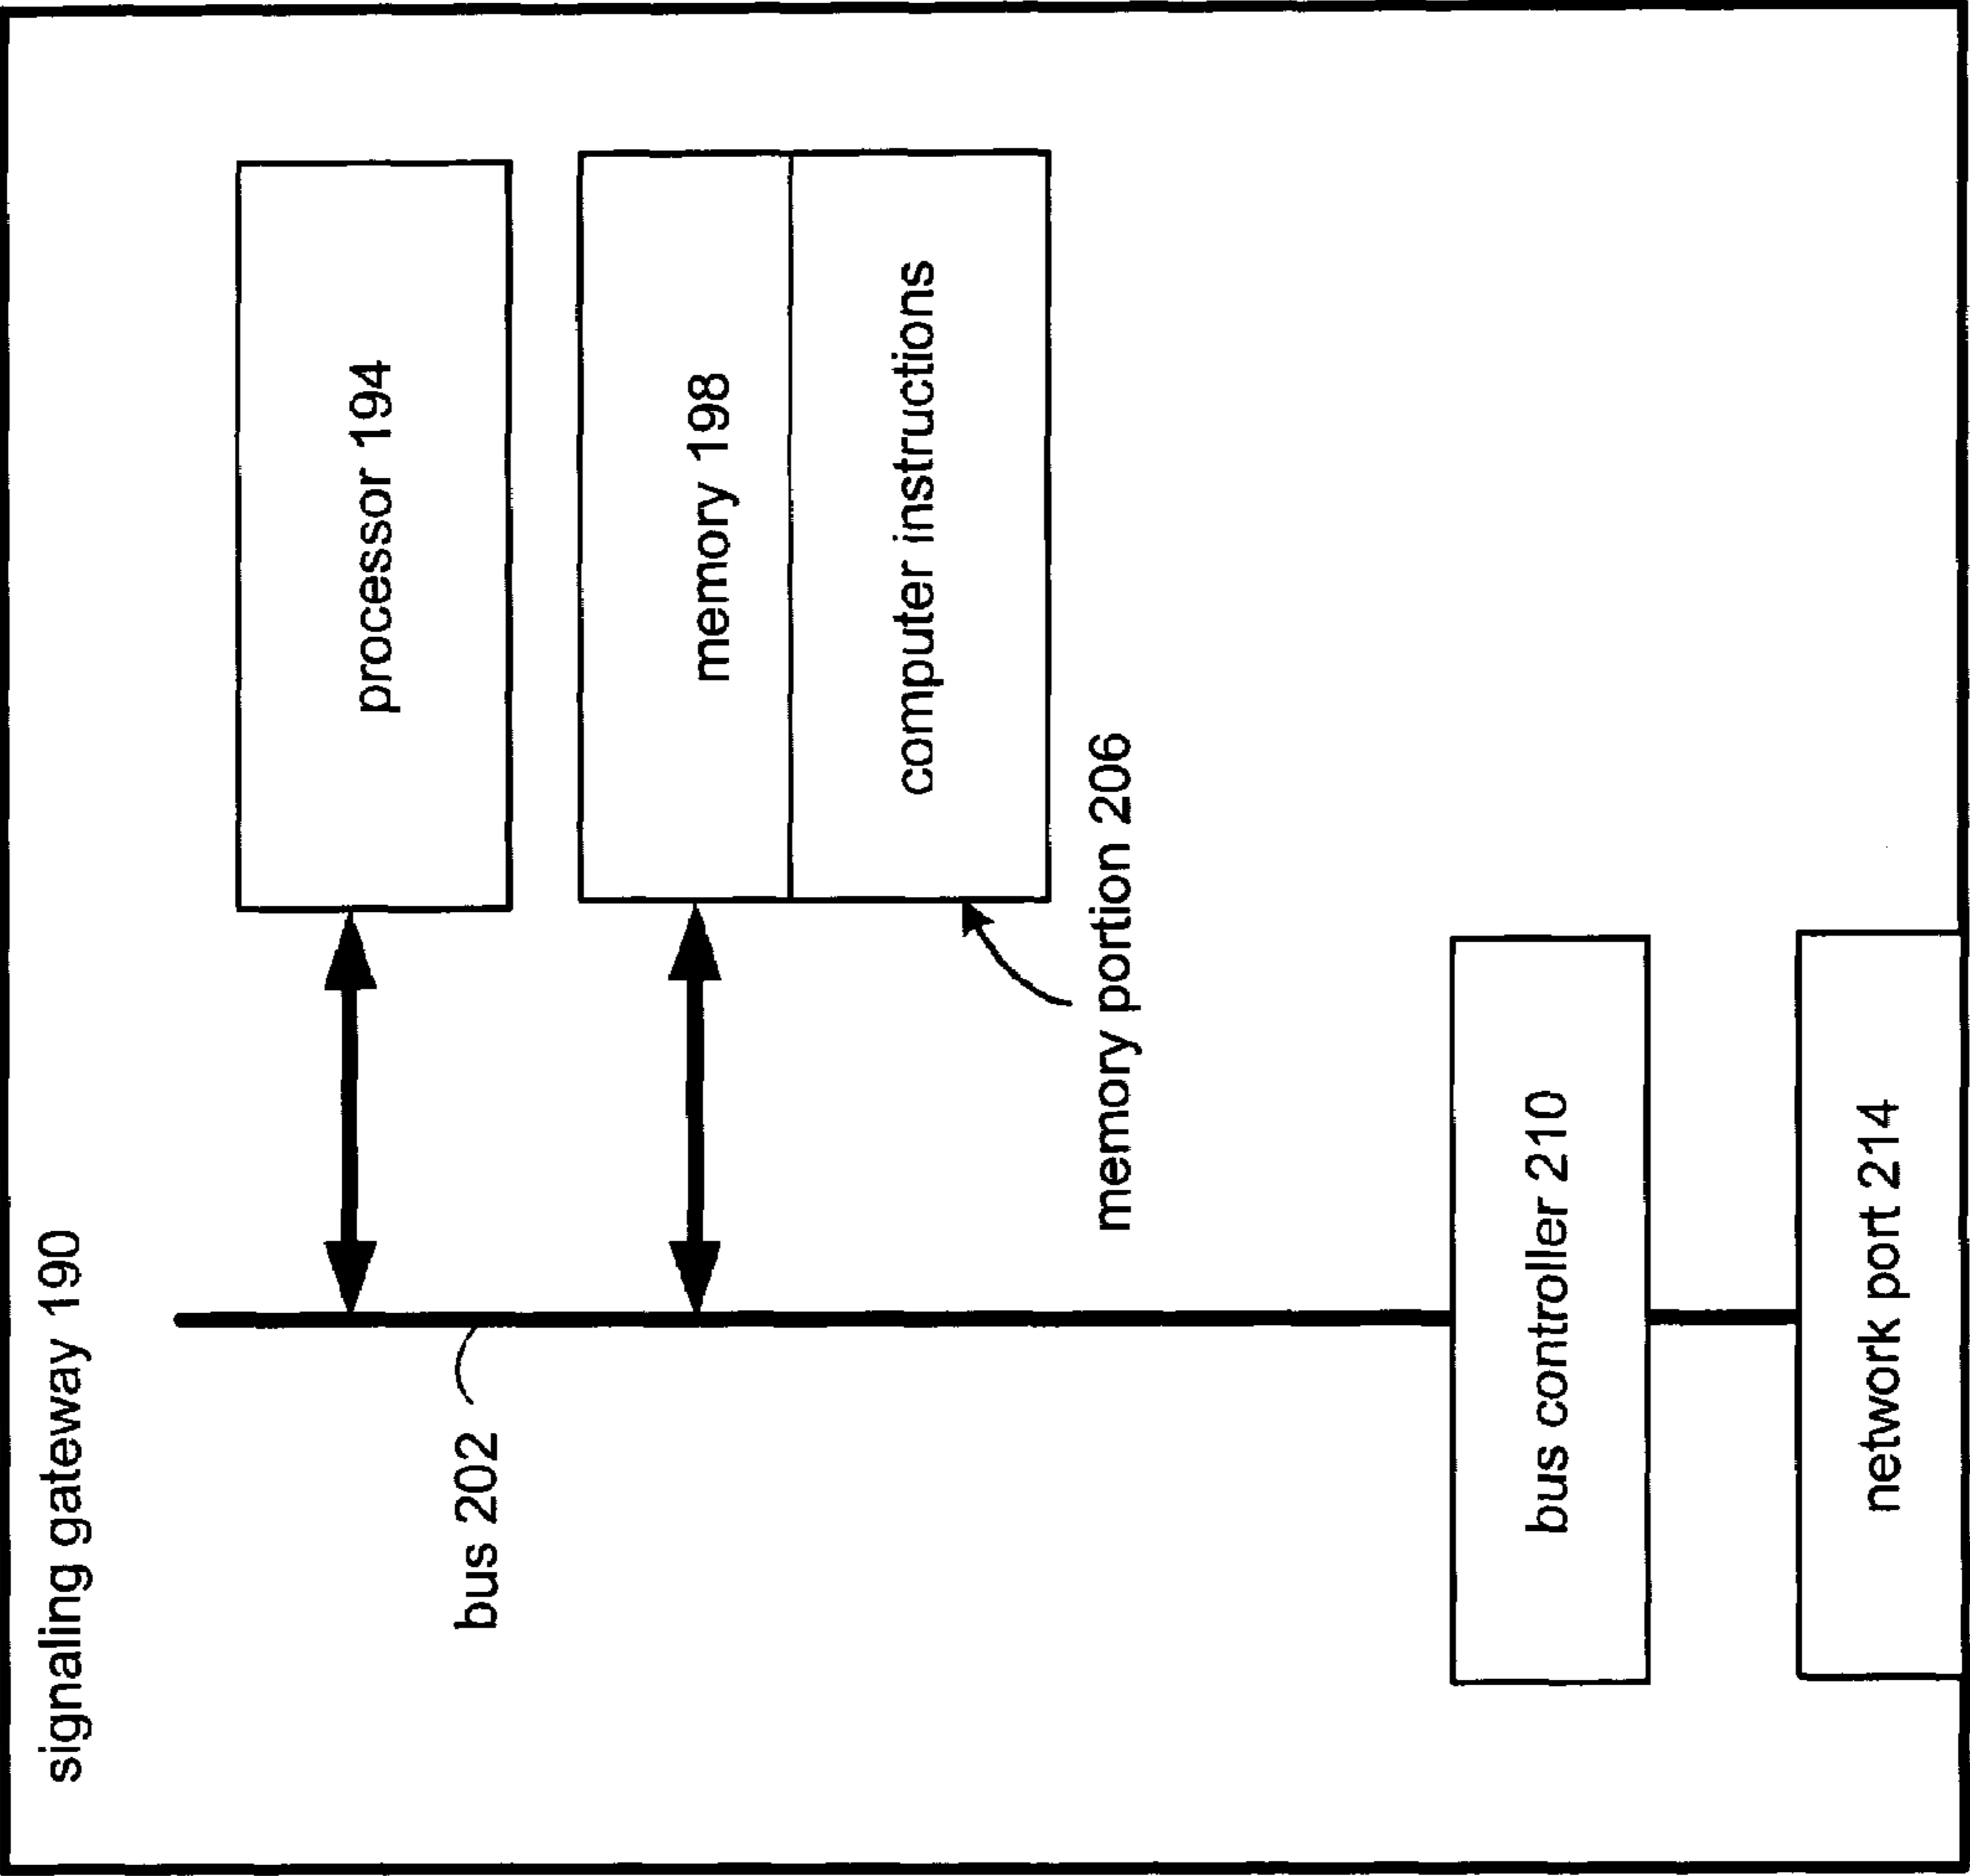 signaling gateway 190
processor 194
bus 202
memory 198
computer instructions
memory portion 206
bus controller 210
network port 214